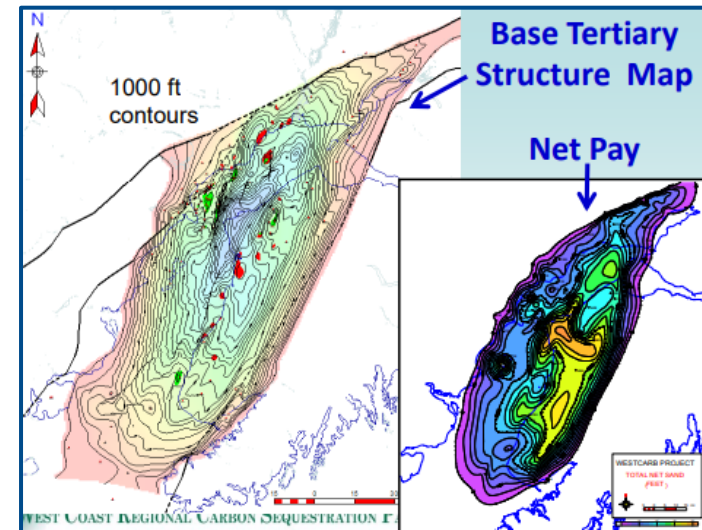 N
1000 ft
contours
Base Tertiary
Structure Map
Net Pay
WESTCARB PROJECT
TOTAL NET SAND
(FEET)
WEST COAST REGIONAL CARBON SEQUESTRATION